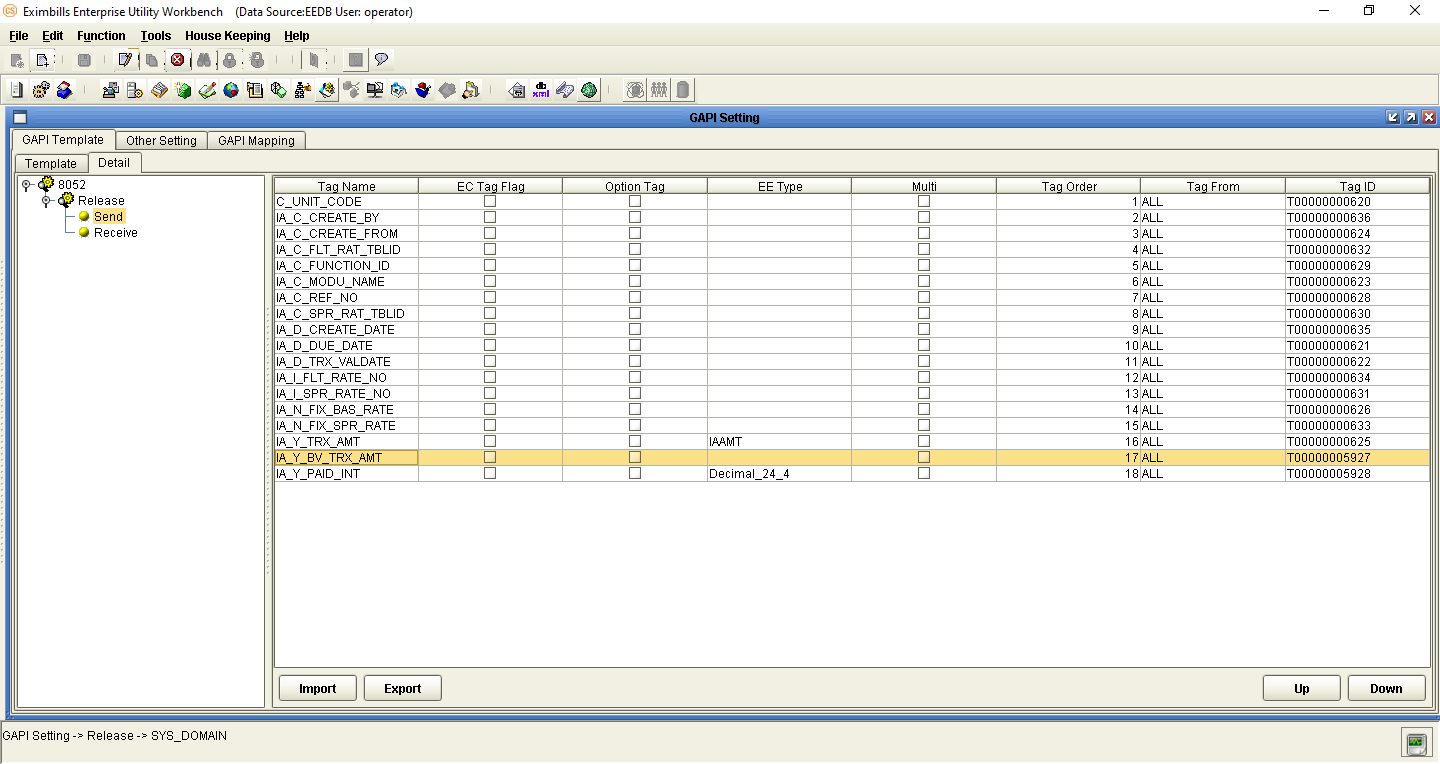 CS Eximbills Enterprise Utility Workbench (Data Source:EEDB User: operator)
File Edit Function Tools House Keeping Help
db xml
GAPI Setting
GAPI Template Other Setting GAPI Mapping
Template Detail
8052
Release
Send
Receive
Tag Name EC Tag Flag Option Tag EE Type Multi Tag Order Tag From Tag ID
C_UNIT_CODE 1 ALL T00000000620
IA_C_CREATE_BY 2 ALL T00000000636
IA_C_CREATE_FROM 3 ALL T00000000624
IA_C_FLT_RAT_TBLID 4 ALL T00000000632
IA_C_FUNCTION_ID 5 ALL T00000000629
IA_C_MODU_NAME 6 ALL T00000000623
IA_C_REF_NO 7 ALL T00000000628
IA_C_SPR_RAT_TBLID 8 ALL T00000000630
IA_D_CREATE_DATE 9 ALL T00000000635
IA_D_DUE_DATE 10 ALL T00000000621
IA_D_TRX_VALDATE 11 ALL T00000000622
IA_I_FLT_RATE_NO 12 ALL T00000000634
IA_I_SPR_RATE_NO 13 ALL T00000000631
IA_N_FIX_BAS_RATE 14 ALL T00000000626
IA_N_FIX_SPR_RATE 15 ALL T00000000633
IA_Y_TRX_AMT IAAMT 16 ALL T00000000625
IA_Y_BV_TRX_AMT 17 ALL T00000005927
IA_Y_PAID_INT Decimal_24_4 18 ALL T00000005928
Import Export Up Down
GAPI Setting -> Release -> SYS_DOMAIN